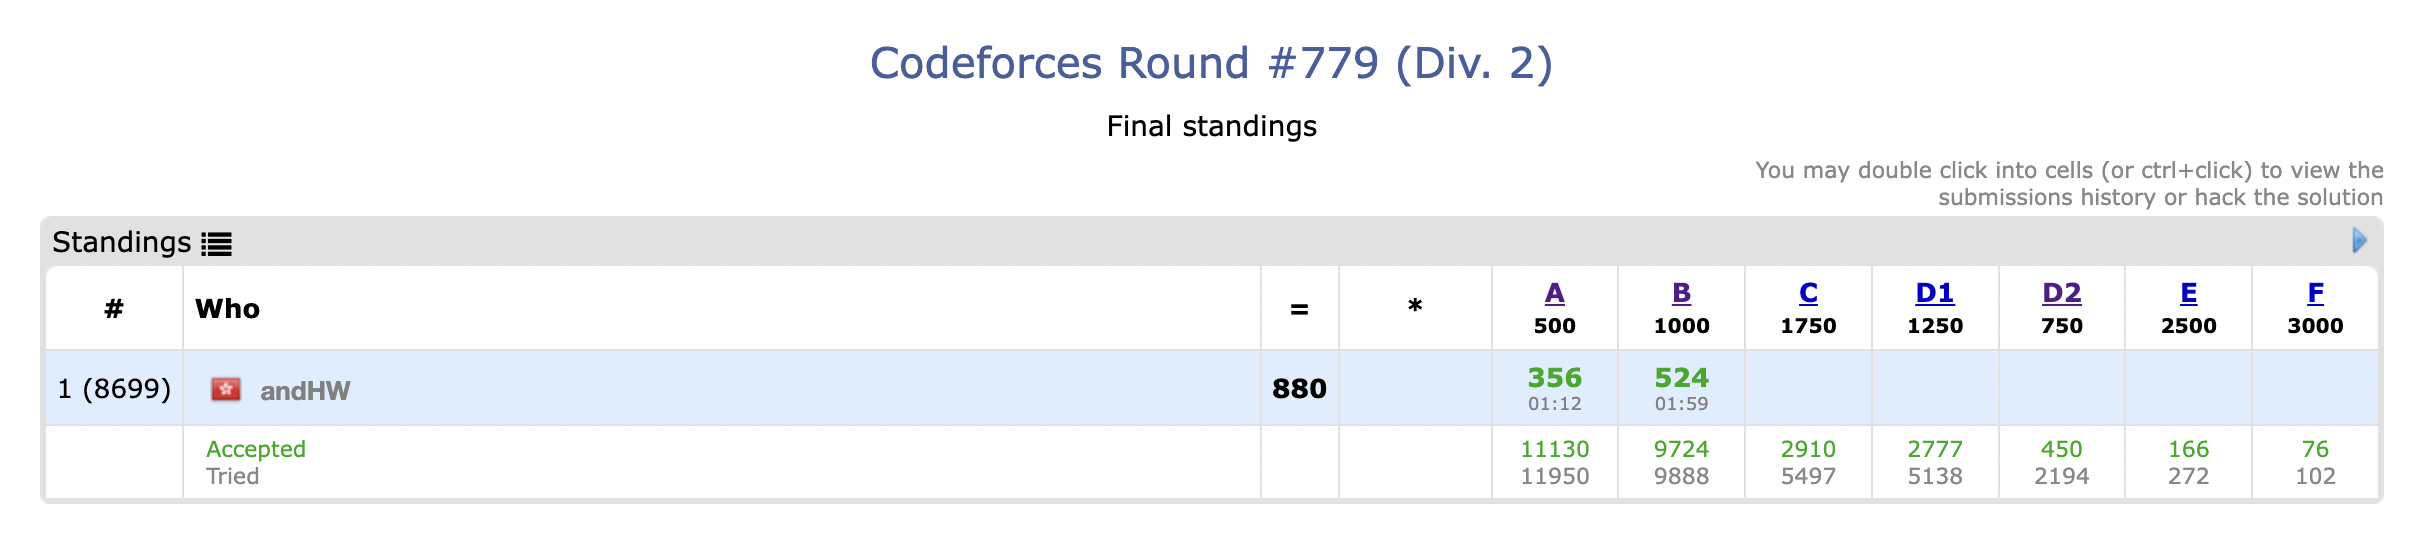 Codeforces Round #779 (Div. 2)
Final standings
You may double click into cells (or ctrl+click) to view the
submissions history or hack the solution
Standings
# Who = * A B C D1 D2 E F
500 1000 1750 1250 750 2500 3000
1 (8699) andHW 880 356 524
01:12 01:59
Accepted 11130 9724 2910 2777 450 166 76
Tried 11950 9888 5497 5138 2194 272 102